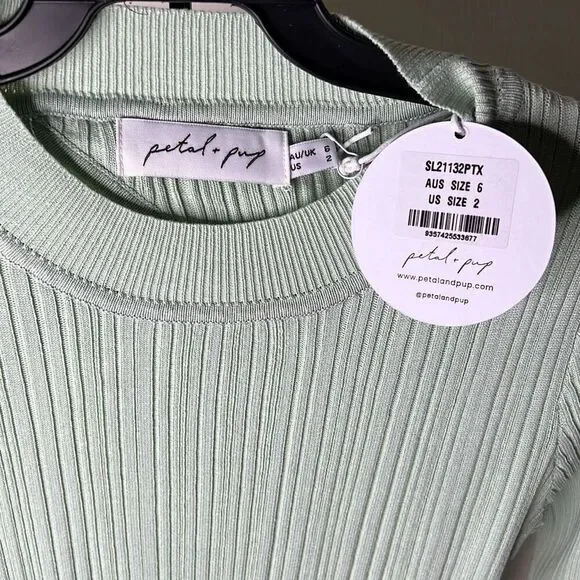 petal + pup
AU/UK 6
US 2
SL21132PTX
AUS SIZE 6
US SIZE 2
9357425533677
petal + pup
www.petalandpup.com
@petalandpup